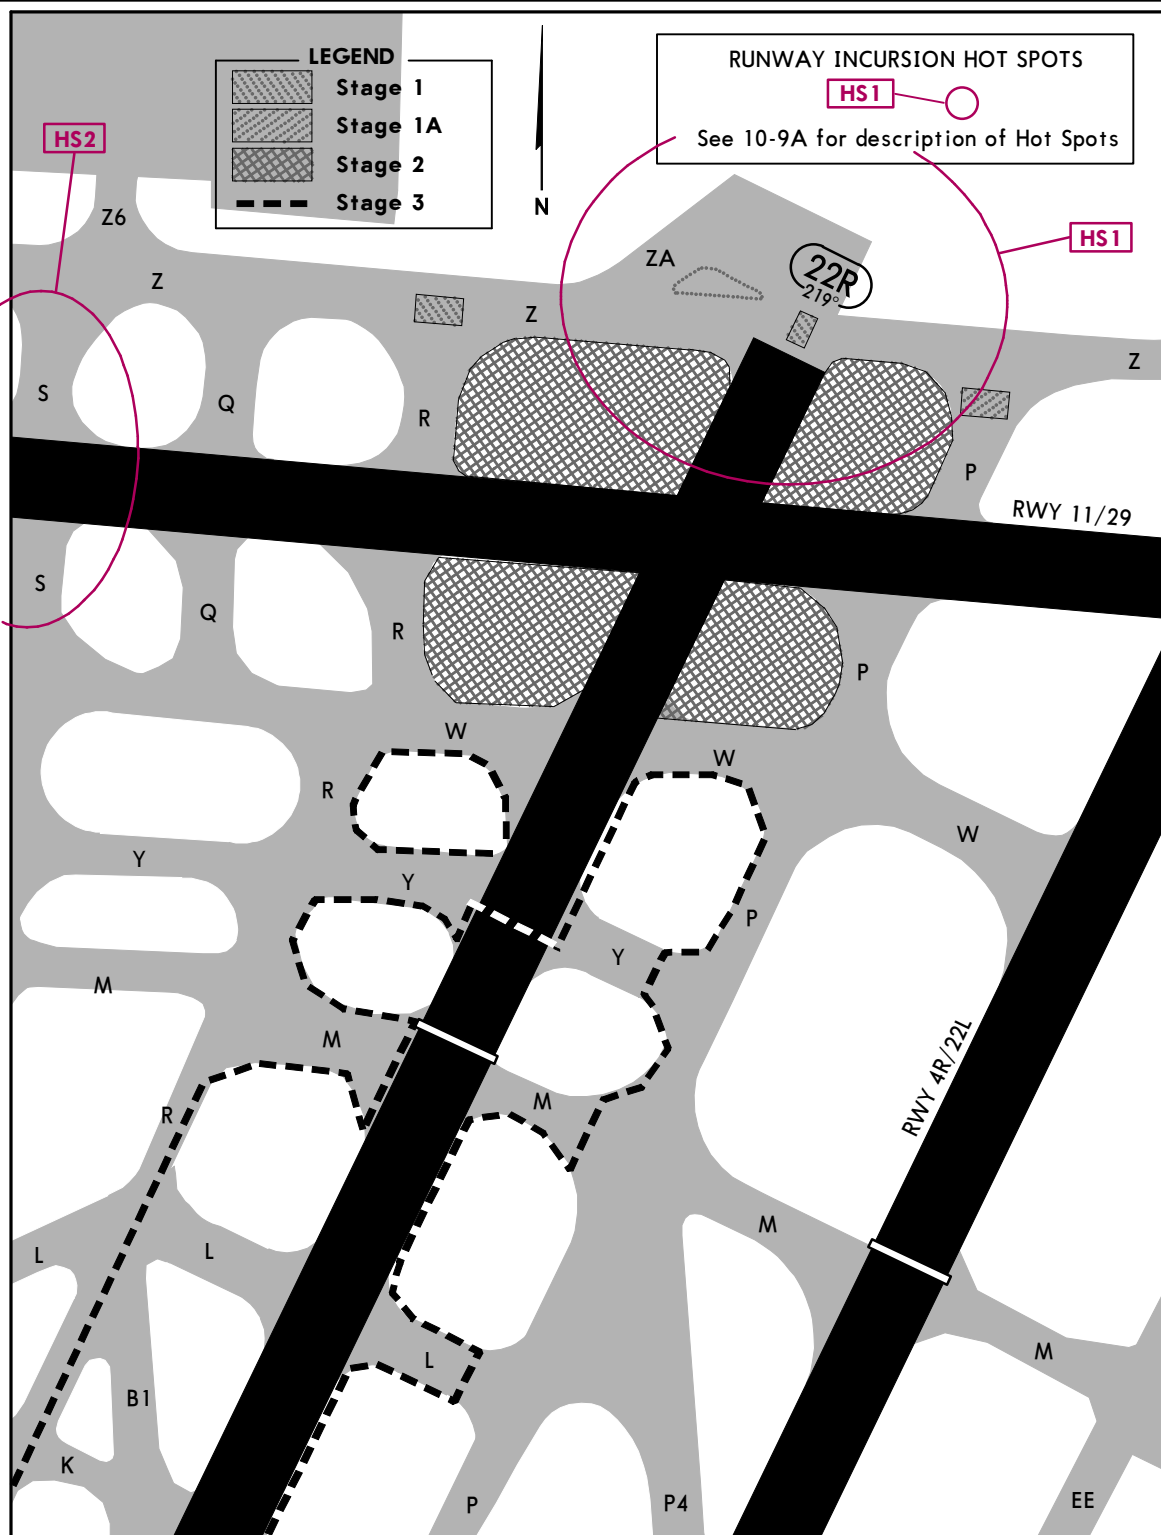 LEGEND
Stage 1
Stage 1A
Stage 2
Stage 3
N
RUNWAY INCURSION HOT SPOTS
HS1
See 10-9A for description of Hot Spots
HS2
HS1
Z6
Z
ZA
22R
219°
Z
Z
S
Q
R
P
RWY 11/29
S
Q
R
P
W
W
R
W
Y
Y
P
Y
M
M
M
R
RWY 4R/22L
M
L
L
L
M
B1
K
P
P4
EE